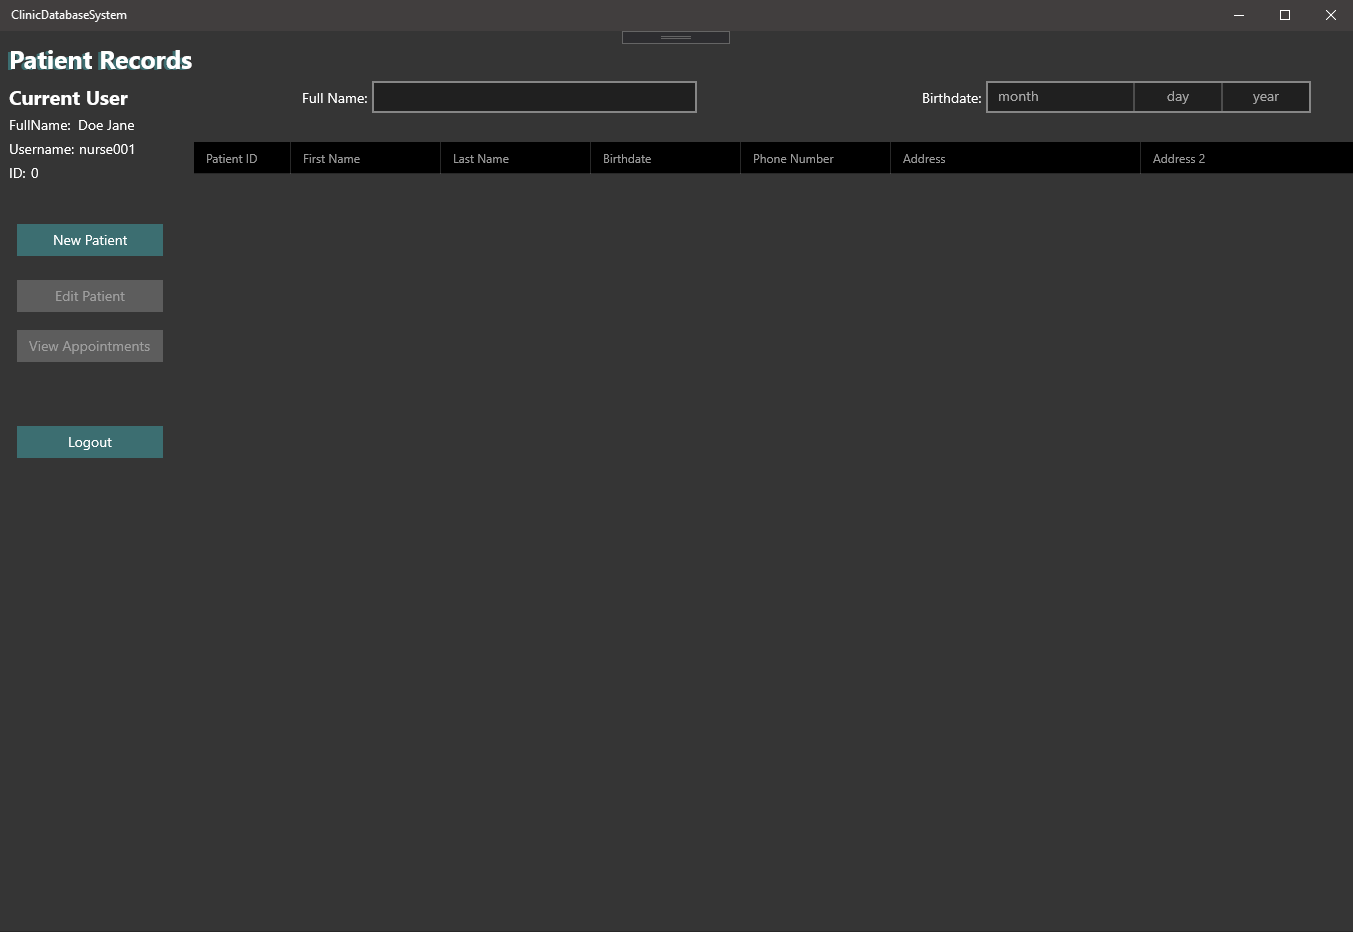 ClinicDatabaseSystem
Patient Records
Current User
FullName: Doe Jane
Username: nurse001
ID: 0
Full Name:
Birthdate: month day year
Patient ID First Name Last Name Birthdate Phone Number Address Address 2
New Patient
Edit Patient
View Appointments
Logout